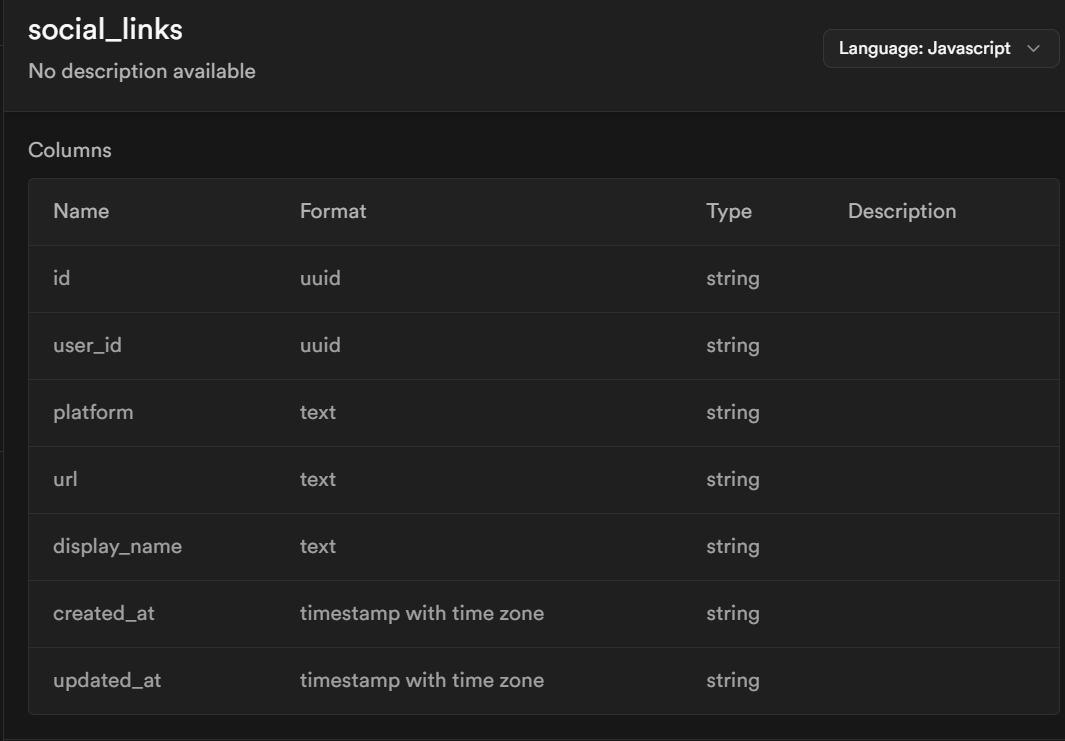 social_links
Language: Javascript
No description available
Columns
Name Format Type Description
id uuid string
user_id uuid string
platform text string
url text string
display_name text string
created_at timestamp with time zone string
updated_at timestamp with time zone string